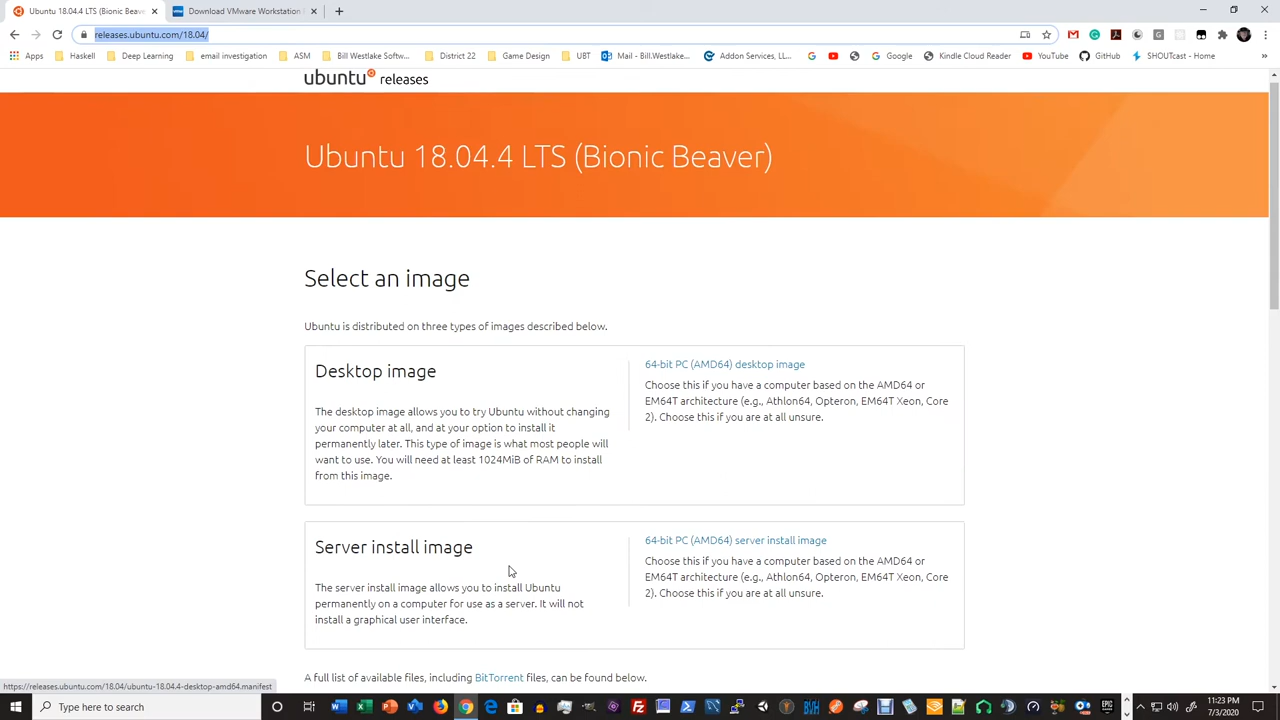 Ubuntu 18.04.4 LTS (Bionic Beave
Download VMware Workstation
releases.ubuntu.com/18.04/
Apps
Haskell
Deep Learning
email investigation
ASM
Bill Westlake Softw...
District 22
Game Design
UBT
Mail - Bill.Westlake...
Addon Services, LL...
Google
Kindle Cloud Reader
YouTube
GitHub
SHOUTcast - Home
ubuntu releases
Ubuntu 18.04.4 LTS (Bionic Beaver)
Select an image
Ubuntu is distributed on three types of images described below.
Desktop image
The desktop image allows you to try Ubuntu without changing
your computer at all, and at your option to install it
permanently later. This type of image is what most people will
want to use. You will need at least 1024MiB of RAM to install
from this image.
64-bit PC (AMD64) desktop image
Choose this if you have a computer based on the AMD64 or
EM64T architecture (e.g., Athlon64, Opteron, EM64T Xeon, Core
2). Choose this if you are at all unsure.
Server install image
The server install image allows you to install Ubuntu
permanently on a computer for use as a server. It will not
install a graphical user interface.
64-bit PC (AMD64) server install image
Choose this if you have a computer based on the AMD64 or
EM64T architecture (e.g., Athlon64, Opteron, EM64T Xeon, Core
2). Choose this if you are at all unsure.
A full list of available files, including BitTorrent files, can be found below.
https://releases.ubuntu.com/18.04/ubuntu-18.04.4-desktop-amd64.manifest
Type here to search
11:23 PM
7/3/2020